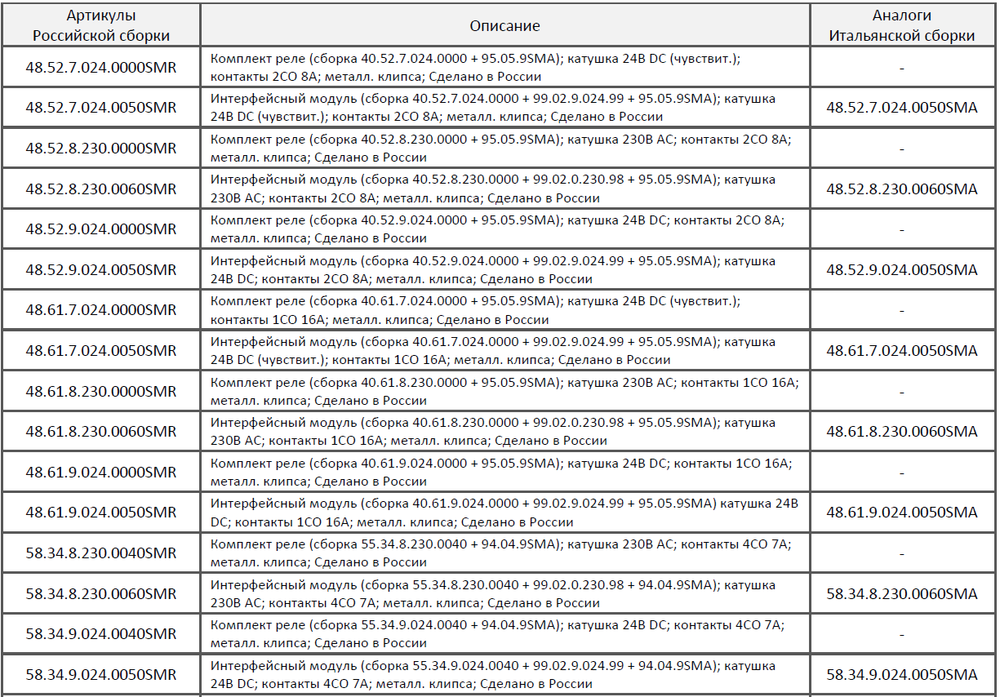 Артикулы
Российской сборки
Описание
Аналоги
Итальянской сборки
48.52.7.024.0000SMR
Комплект реле (сборка 40.52.7.024.0000 + 95.05.9SMA); катушка 24В DC (чувствит.);
контакты 2CO 8A; металл. клипса; Сделано в России
-
48.52.7.024.0050SMR
Интерфейсный модуль (сборка 40.52.7.024.0000 + 99.02.9.024.99 + 95.05.9SMA); катушка
24В DC (чувствит.); контакты 2CO 8A; металл. клипса; Сделано в России
48.52.7.024.0050SMA
48.52.8.230.0000SMR
Комплект реле (сборка 40.52.8.230.0000 + 95.05.9SMA); катушка 230В AC; контакты 2CO 8A;
металл. клипса; Сделано в России
-
48.52.8.230.0060SMR
Интерфейсный модуль (сборка 40.52.8.230.0000 + 99.02.0.230.98 + 95.05.9SMA); катушка
230В AC; контакты 2CO 8A; металл. клипса; Сделано в России
48.52.8.230.0060SMA
48.52.9.024.0000SMR
Комплект реле (сборка 40.52.9.024.0000 + 95.05.9SMA); катушка 24В DC; контакты 2CO 8A;
металл. клипса; Сделано в России
-
48.52.9.024.0050SMR
Интерфейсный модуль (сборка 40.52.9.024.0000 + 99.02.9.024.99 + 95.05.9SMA); катушка
24В DC; контакты 2CO 8A; металл. клипса; Сделано в России
48.52.9.024.0050SMA
48.61.7.024.0000SMR
Комплект реле (сборка 40.61.7.024.0000 + 95.05.9SMA); катушка 24В DC (чувствит.);
контакты 1CO 16A; металл. клипса; Сделано в России
-
48.61.7.024.0050SMR
Интерфейсный модуль (сборка 40.61.7.024.0000 + 99.02.9.024.99 + 95.05.9SMA); катушка
24В DC (чувствит.); контакты 1CO 16A; металл. клипса; Сделано в России
48.61.7.024.0050SMA
48.61.8.230.0000SMR
Комплект реле (сборка 40.61.8.230.0000 + 95.05.9SMA); катушка 230В AC; контакты 1CO 16A;
металл. клипса; Сделано в России
-
48.61.8.230.0060SMR
Интерфейсный модуль (сборка 40.61.8.230.0000 + 99.02.0.230.98 + 95.05.9SMA); катушка
230В AC; контакты 1CO 16A; металл. клипса; Сделано в России
48.61.8.230.0060SMA
48.61.9.024.0000SMR
Комплект реле (сборка 40.61.9.024.0000 + 95.05.9SMA); катушка 24В DC; контакты 1CO 16A;
металл. клипса; Сделано в России
-
48.61.9.024.0050SMR
Интерфейсный модуль (сборка 40.61.9.024.0000 + 99.02.9.024.99 + 95.05.9SMA) катушка 24В
DC; контакты 1CO 16A; металл. клипса; Сделано в России
48.61.9.024.0050SMA
58.34.8.230.0040SMR
Комплект реле (сборка 55.34.8.230.0040 + 94.04.9SMA); катушка 230В AC; контакты 4CO 7A;
металл. клипса; Сделано в России
-
58.34.8.230.0060SMR
Интерфейсный модуль (сборка 55.34.8.230.0040 + 99.02.0.230.98 + 94.04.9SMA); катушка
230В AC; контакты 4CO 7A; металл. клипса; Сделано в России
58.34.8.230.0060SMA
58.34.9.024.0040SMR
Комплект реле (сборка 55.34.9.024.0040 + 94.04.9SMA); катушка 24В DC; контакты 4CO 7A;
металл. клипса; Сделано в России
-
58.34.9.024.0050SMR
Интерфейсный модуль (сборка 55.34.9.024.0040 + 99.02.9.024.99 + 94.04.9SMA); катушка
24В DC; контакты 4CO 7A; металл. клипса; Сделано в России
58.34.9.024.0050SMA